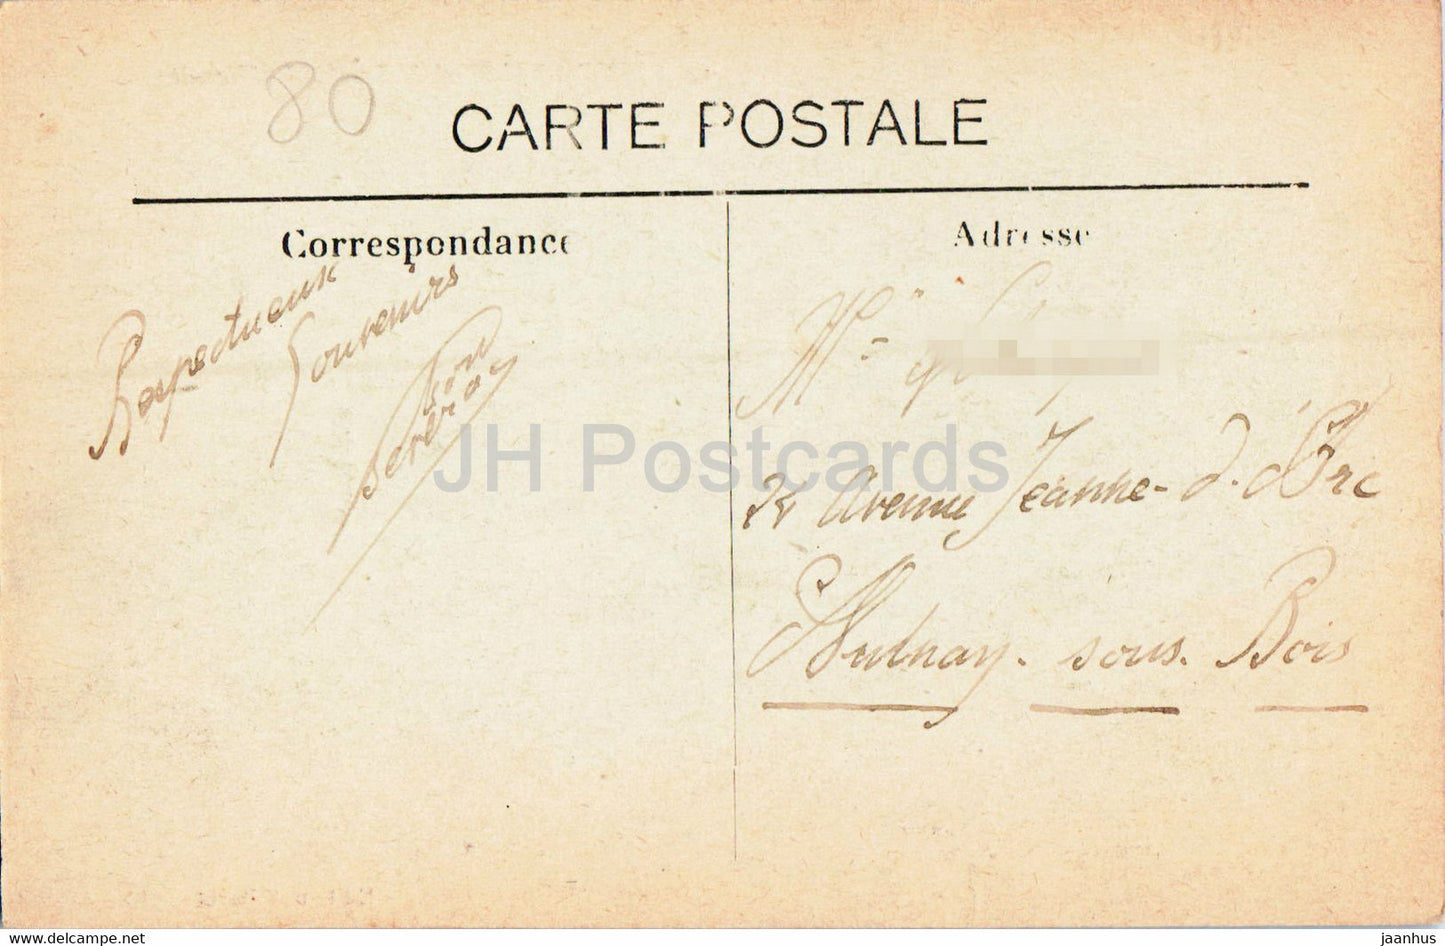 80
CARTE POSTALE
Correspondance
Respectueux
Souvenirs
Adresse
Avenue Jeanne-d'Arc
Aulnay. sous. Bois
JH Postcards
www.delcampe.net
jaanhus